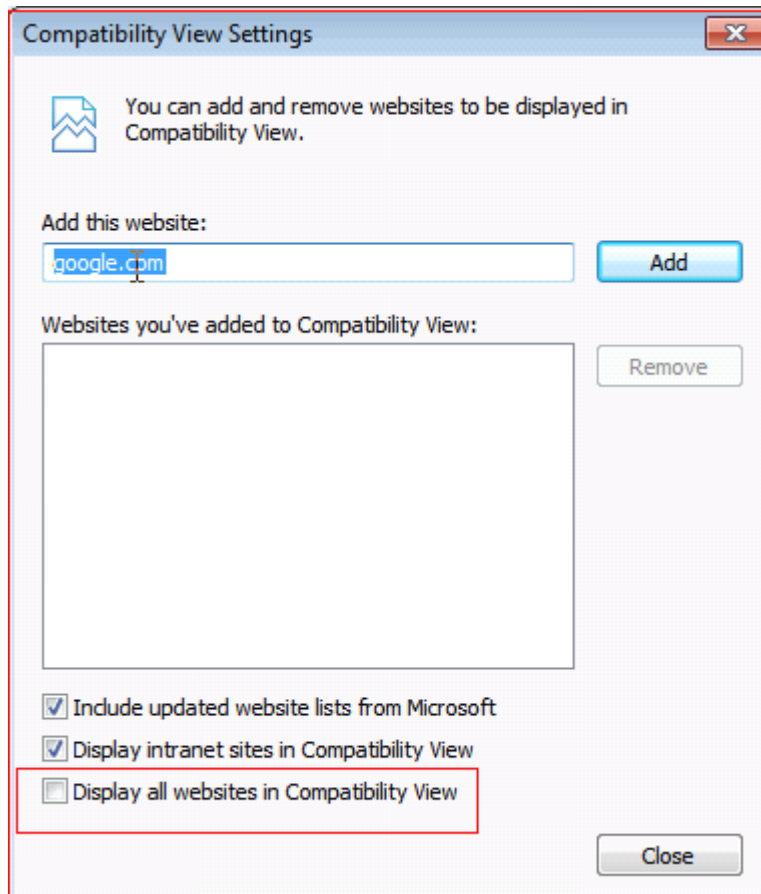 Compatibility View Settings
You can add and remove websites to be displayed in
Compatibility View.
Add this website:
google.com
Add
Websites you've added to Compatibility View:
Remove
Include updated website lists from Microsoft
Display intranet sites in Compatibility View
Display all websites in Compatibility View
Close